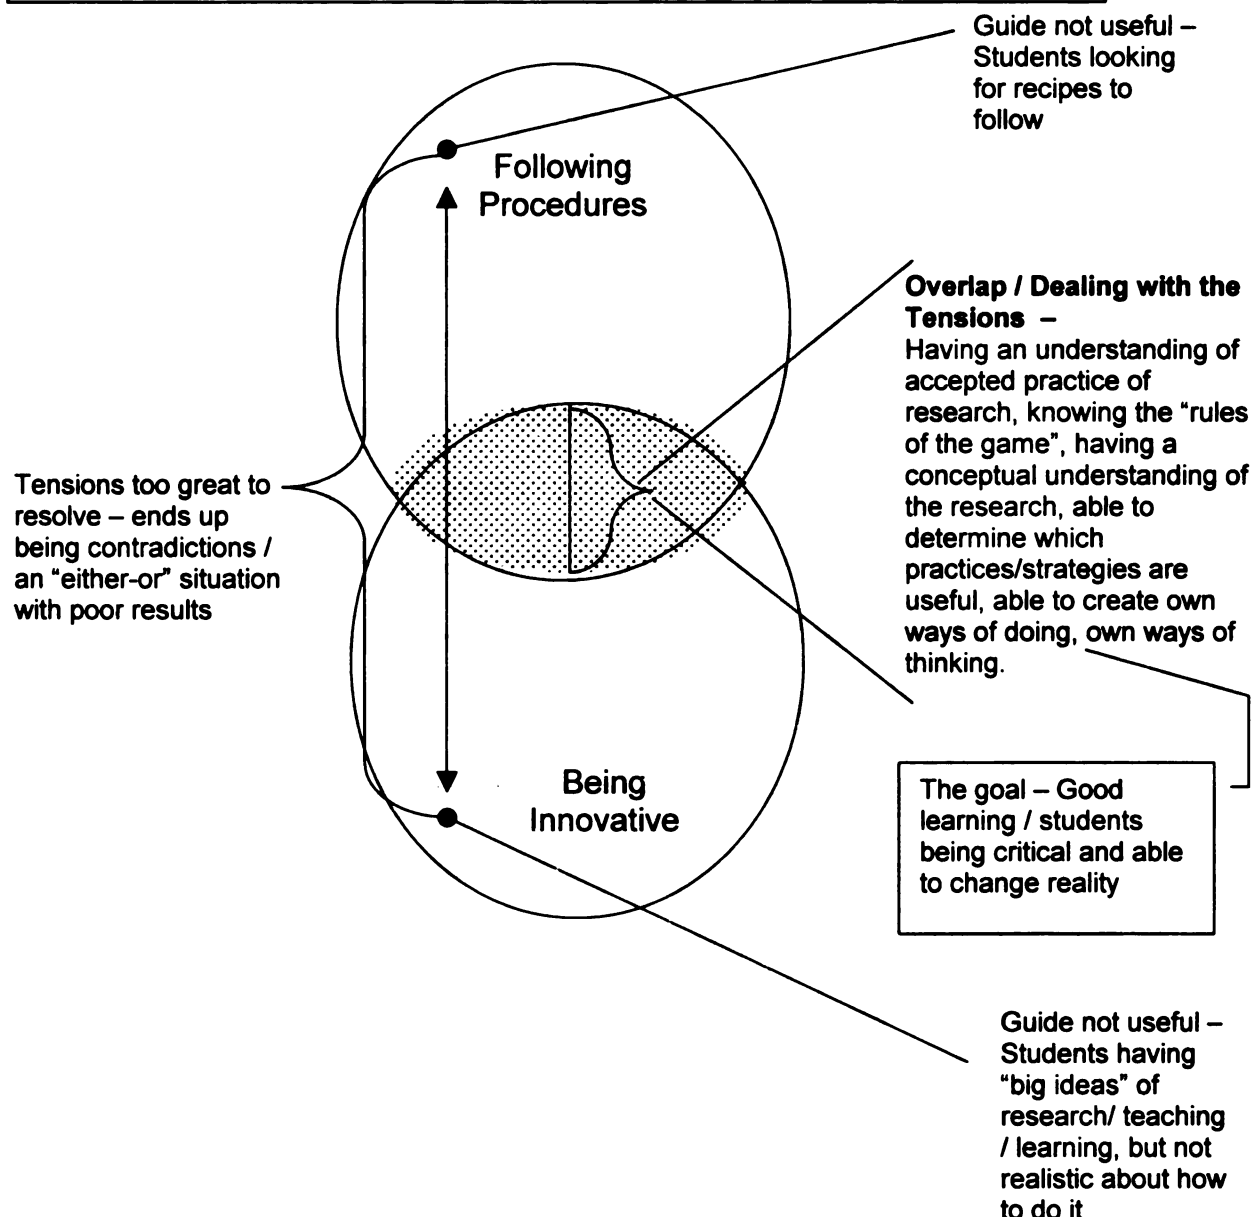 Guide not useful –
Students looking
for recipes to
follow
Following
Procedures
Overlap / Dealing with the
Tensions –
Having an understanding of
accepted practice of
research, knowing the "rules
of the game", having a
conceptual understanding of
the research, able to
determine which
practices/strategies are
useful, able to create own
ways of doing, own ways of
thinking.
Tensions too great to
resolve – ends up
being contradictions /
an "either-or" situation
with poor results
Being
Innovative
The goal – Good
learning / students
being critical and able
to change reality
Guide not useful –
Students having
"big ideas" of
research/ teaching
/ learning, but not
realistic about how
to do it